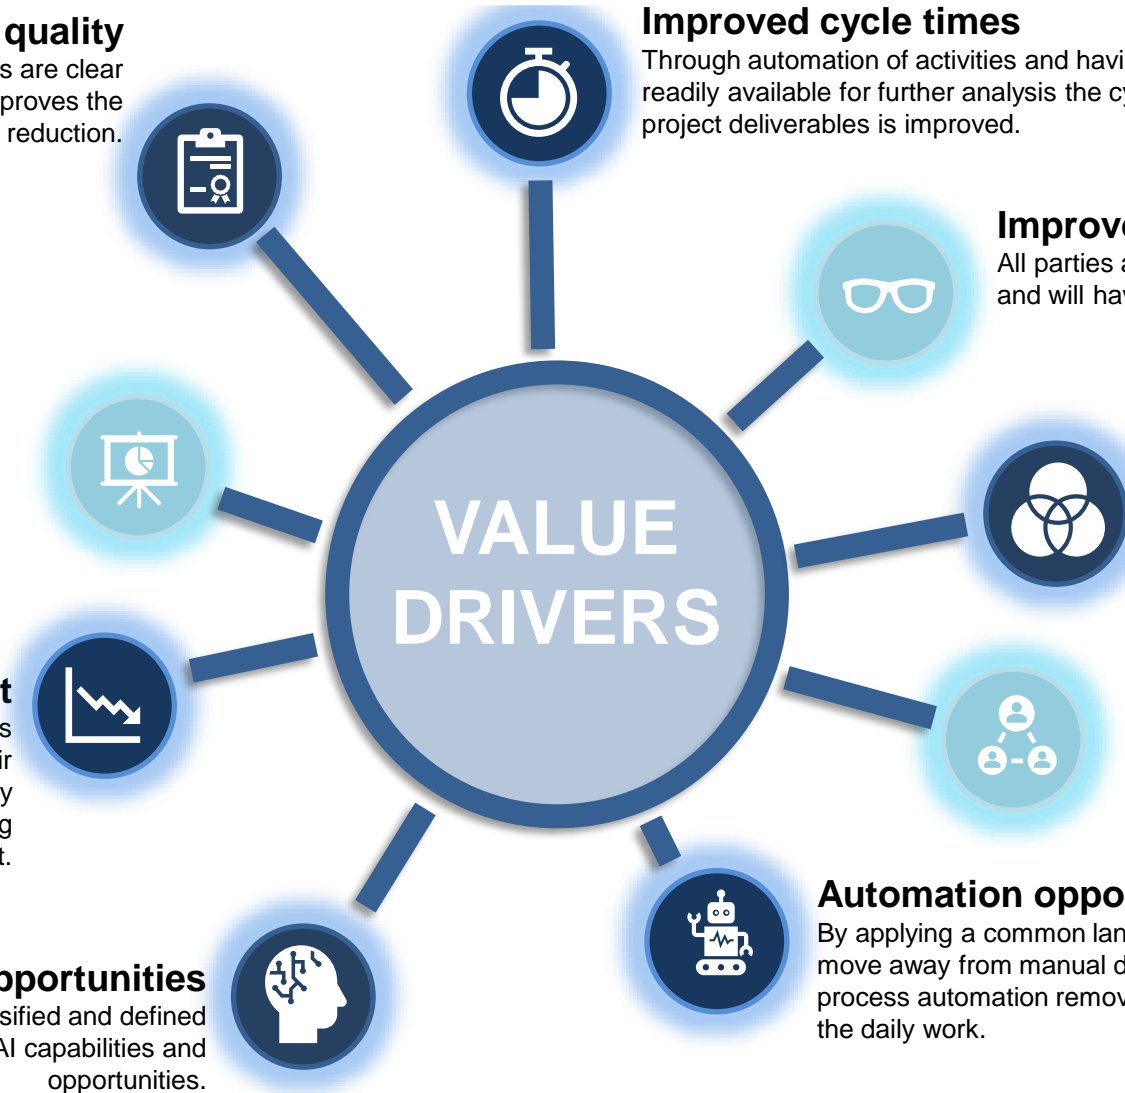 quality
s are clear
proves the
reduction.
Improved cycle times
Through automation of activities and havi
readily available for further analysis the cy
project deliverables is improved.
Improve
All parties a
and will hav
VALUE
DRIVERS
t
s
ir
y
g
t.
pportunities
sified and defined
AI capabilities and
opportunities.
Automation oppo
By applying a common lan
move away from manual d
process automation remov
the daily work.